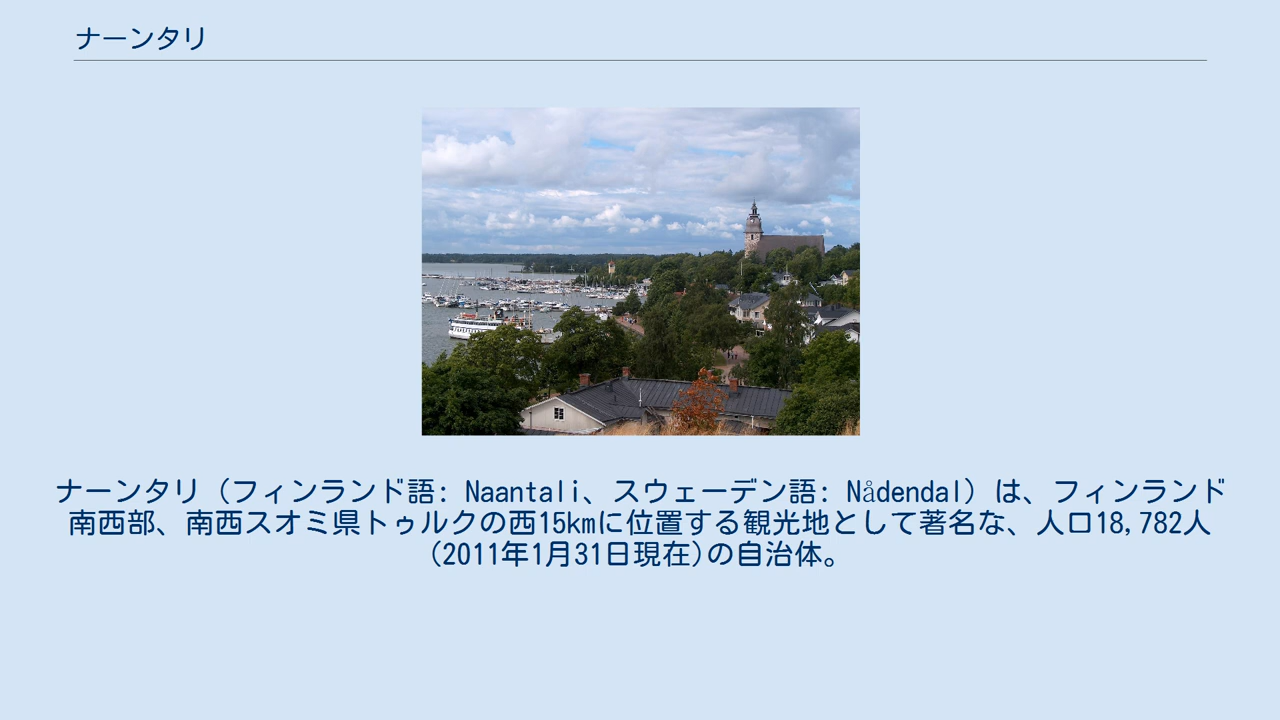 ナーンタリ
ナーンタリ（フィンランド語: Naantali、スウェーデン語: Nådendal）は、フィンランド
南西部、南西スオミ県トゥルクの西15kmに位置する観光地として著名な、人口18,782人
(2011年1月31日現在)の自治体。